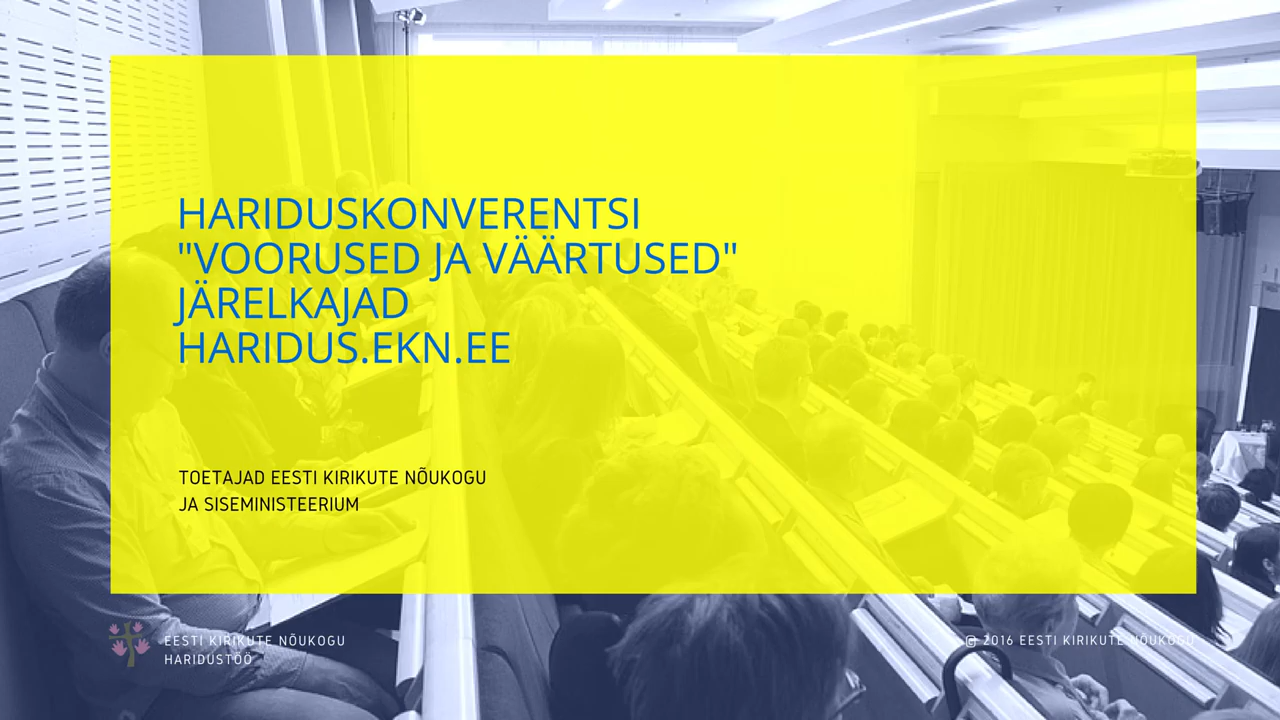 HARIDUSKONVERENTSI
"VOORUSED JA VÄÄRTUSED"
JÄRELKAJAD
HARIDUS.EKN.EE
TOETAJAD EESTI KIRIKUTE NÕUKOGU
JA SISEMINISTEERIUM
EESTI KIRIKUTE NÕUKOGU
HARIDUSTÖÖ
@ 2016 EESTI KIRIKUTE NÕUKOGU